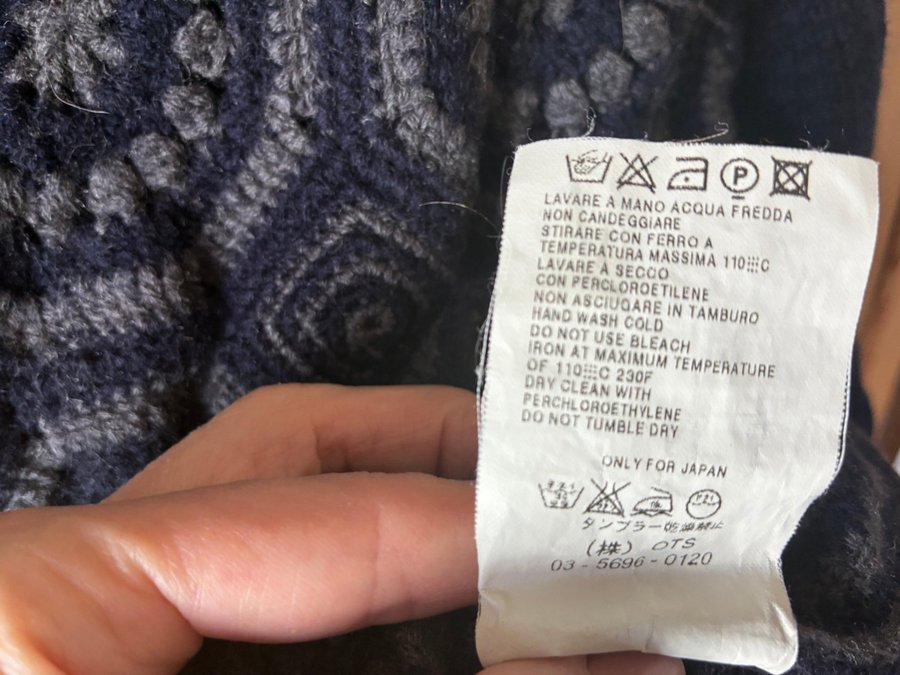 P
LAVARE A MANO ACQUA FREDDA
NON CANDEGGIARE
STIRARE CON FERRO A
TEMPERATURA MASSIMA 110 C
LAVARE A SECCO
CON PERCLOROETILENE
NON ASCIUGARE IN TAMBURO
HAND WASH COLD
DO NOT USE BLEACH
IRON AT MAXIMUM TEMPERATURE
OF 110 C 230F
DRY CLEAN WITH
PERCHLOROETHYLENE
DO NOT TUMBLE DRY
ONLY FOR JAPAN
タンブラー乾燥禁止
(株) OTS
03-5696-0120